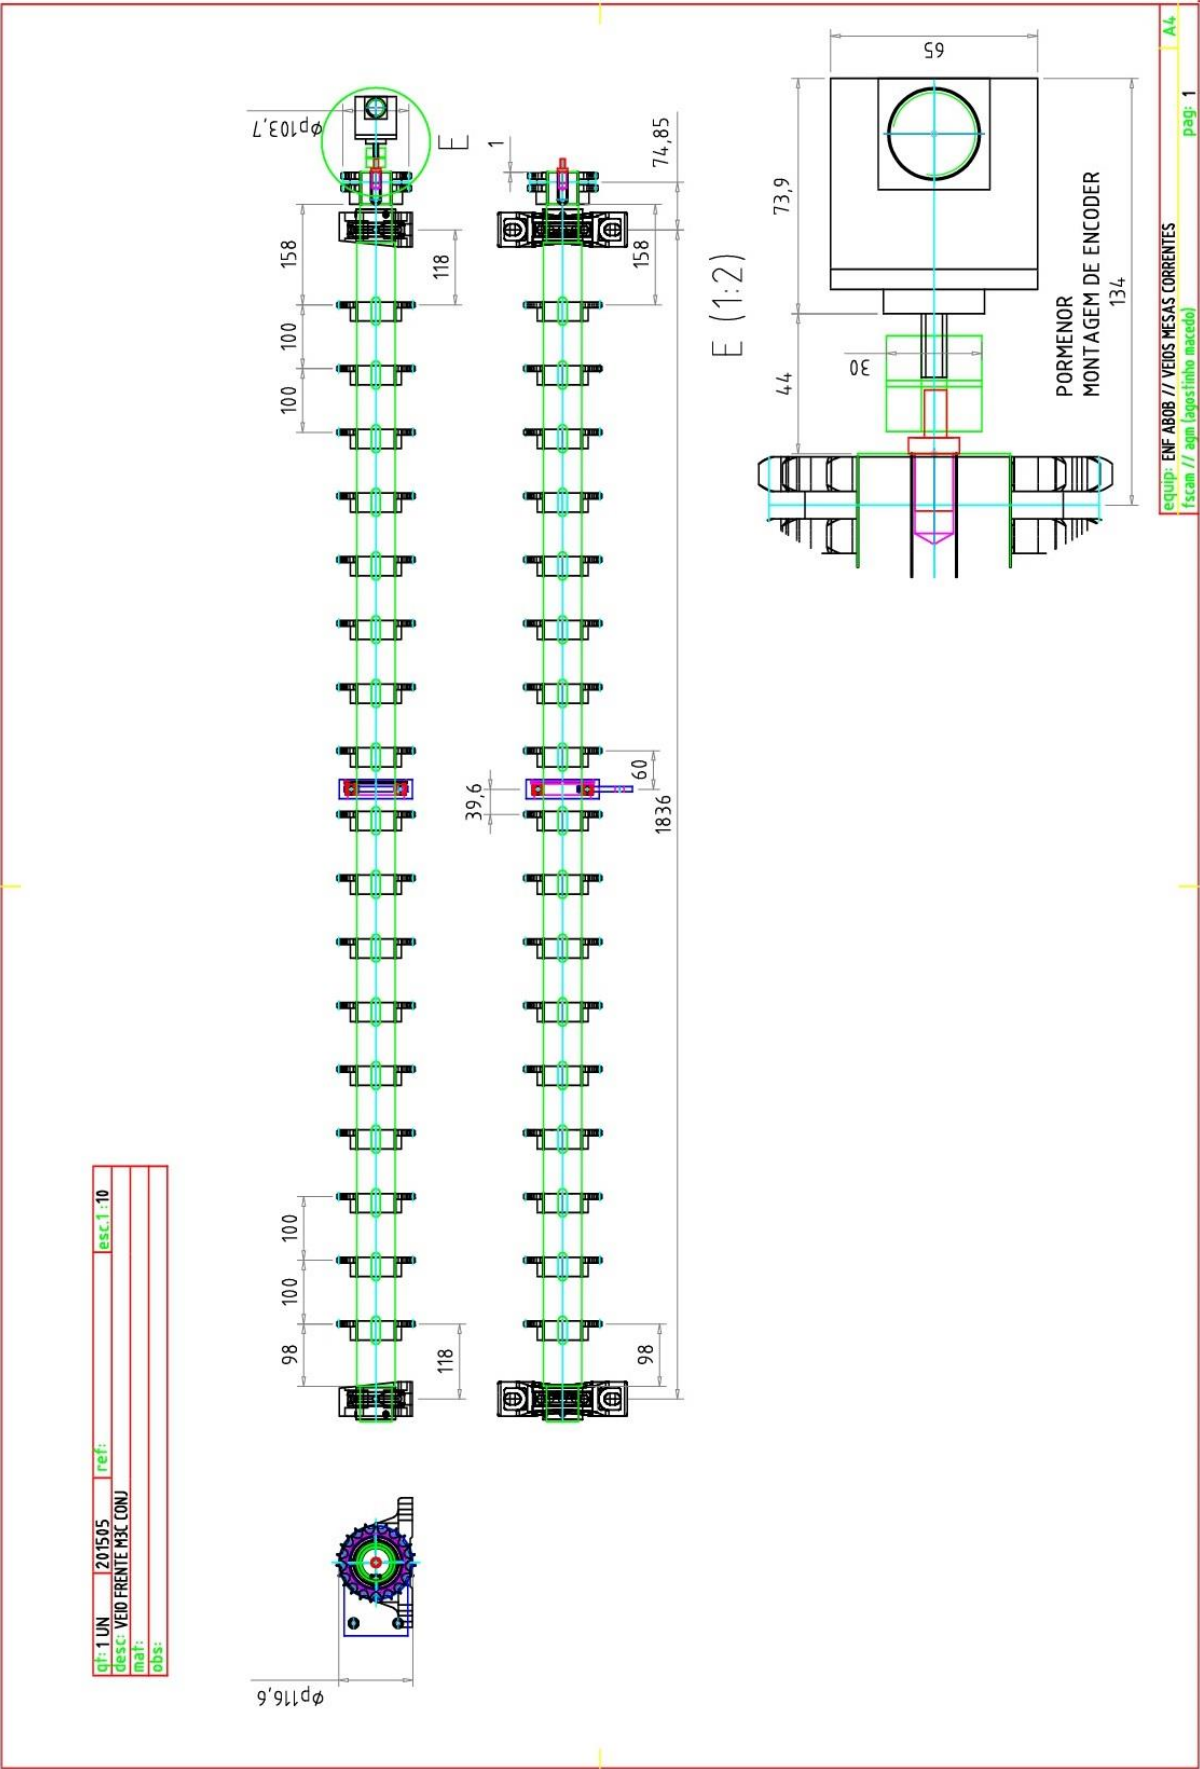 qt: 1 UN 201505 ref: esc.1 :10
desc: VEIO FRENTE M3C CONJ
mat:
obs:
Øp116,6
98
100
100
100
100
158
Øp103,7
118
118
E
1
39,6
98
60
158
1836
74,85
E (1:2)
65
73,9
44
30
134
PORMENOR
MONTAGEM DE ENCODER
equip: ENF ABOB // VEIOS MESAS CORRENTES A4
fscam // agm (agostinho macedo) pag: 1